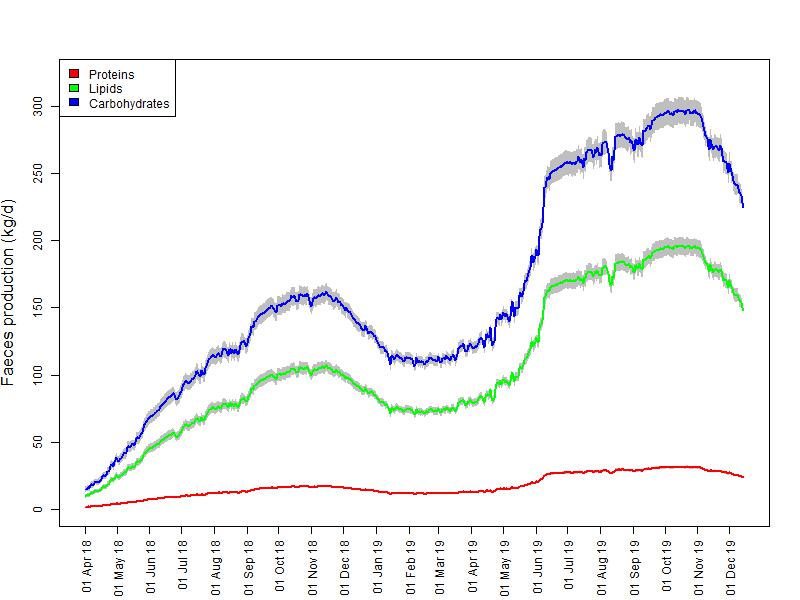 Proteins
Lipids
Carbohydrates
Faeces production (kg/d)
300
250
200
150
100
50
0
01 Apr 18
01 May 18
01 Jun 18
01 Jul 18
01 Aug 18
01 Sep 18
01 Oct 18
01 Nov 18
01 Dec 18
01 Jan 19
01 Feb 19
01 Mar 19
01 Apr 19
01 May 19
01 Jun 19
01 Jul 19
01 Aug 19
01 Sep 19
01 Oct 19
01 Nov 19
01 Dec 19